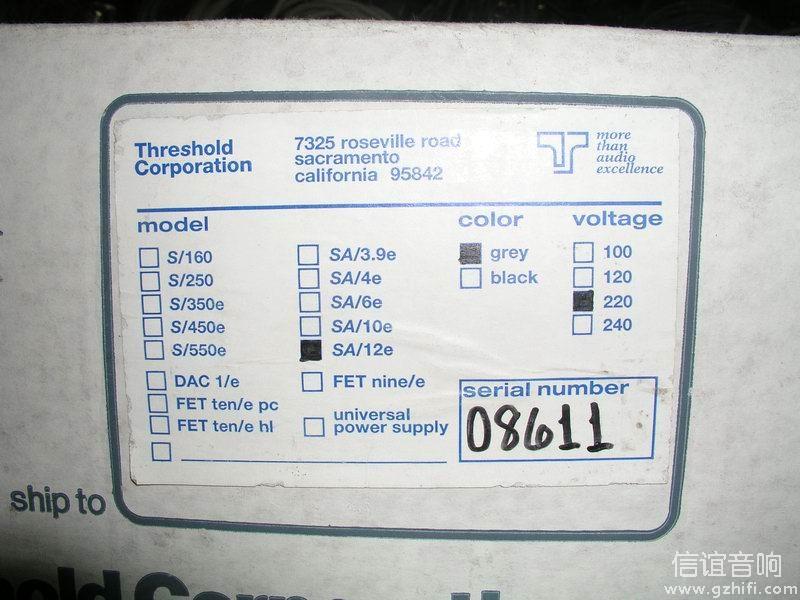 Threshold
Corporation
7325 roseville road
sacramento
california 95842
more
than
audio
excellence
model
S/160
S/250
S/350e
S/450e
S/550e
DAC 1/e
FET ten/e pc
FET ten/e hl
SA/3.9e
SA/4e
SA/6e
SA/10e
SA/12e
FET nine/e
universal
power supply
color
grey
black
voltage
100
120
220
240
serial number
08611
ship to
信谊音响
www.gzhifi.com